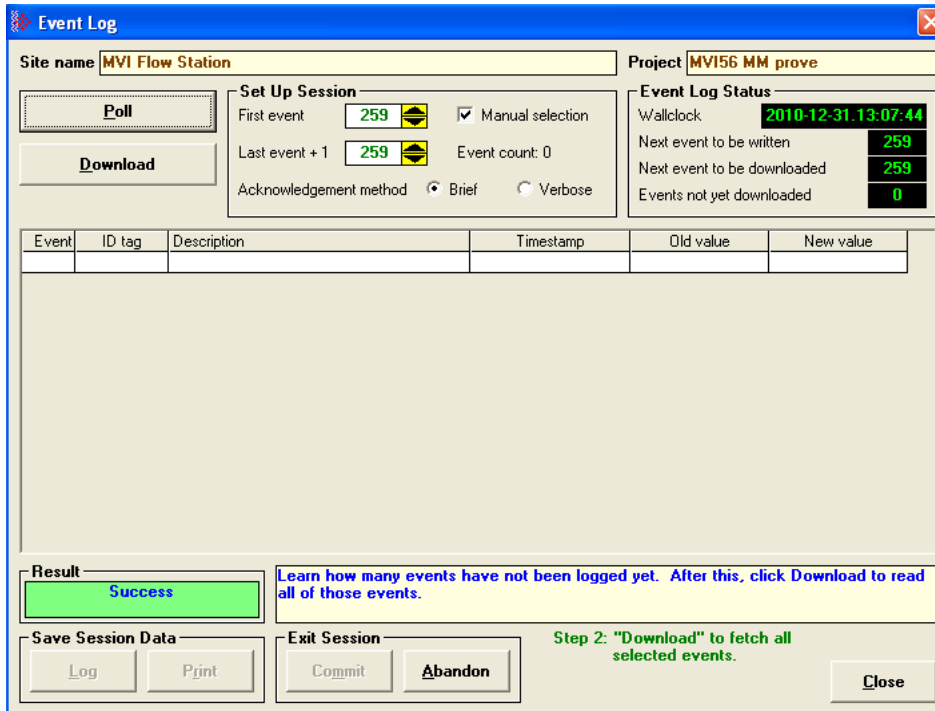 Event Log
Site name MVI Flow Station Project MVI56 MM prove
Poll
Download
Set Up Session
First event 259 Manual selection
Last event + 1 259 Event count: 0
Acknowledgement method Brief Verbose
Event Log Status
Wallclock 2010-12-31.13:07:44
Next event to be written 259
Next event to be downloaded 259
Events not yet downloaded 0
Event ID tag Description Timestamp Old value New value
Result
Success
Learn how many events have not been logged yet. After this, click Download to read
all of those events.
Save Session Data
Log Print
Exit Session
Commit Abandon
Step 2: "Download" to fetch all
selected events.
Close